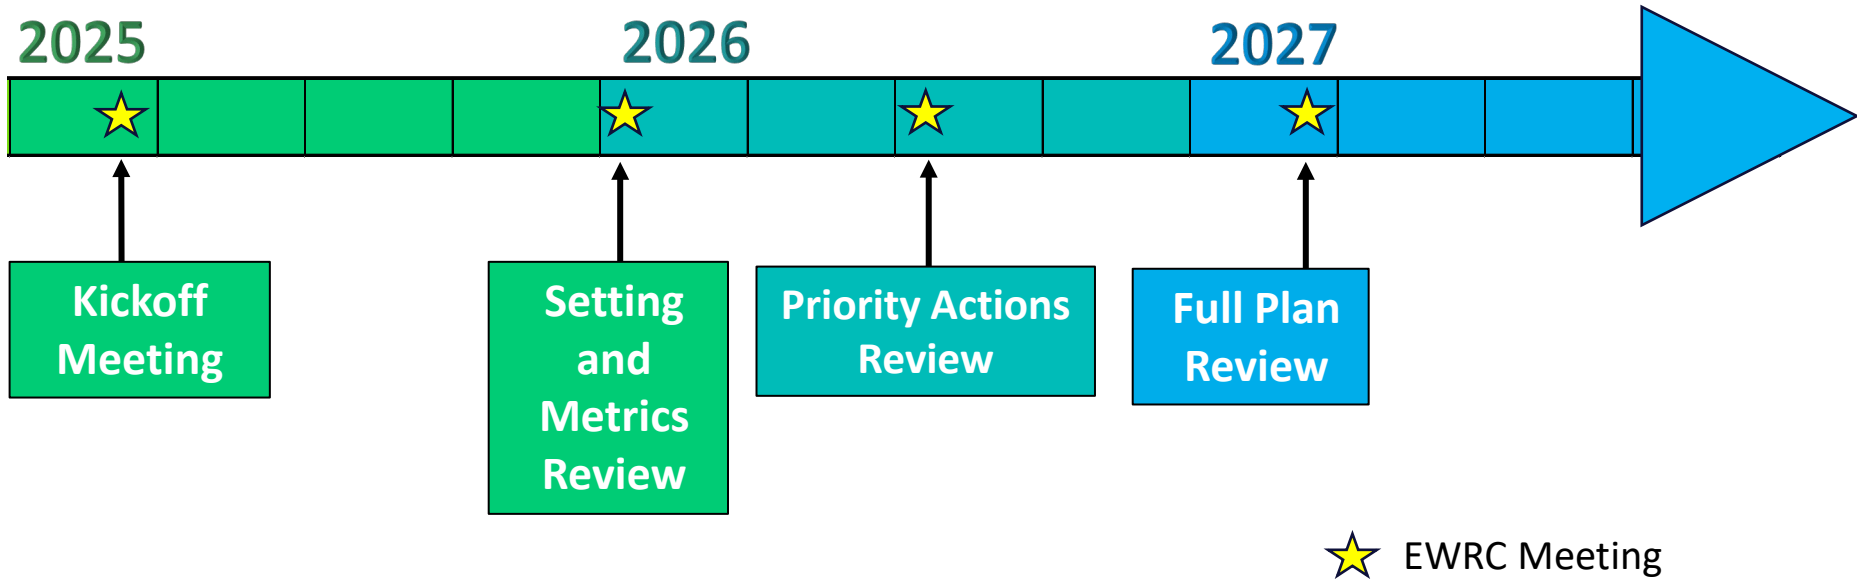 2025
2026
2027
Kickoff
Meeting
Setting
and
Metrics
Review
Priority Actions
Review
Full Plan
Review
EWRC Meeting